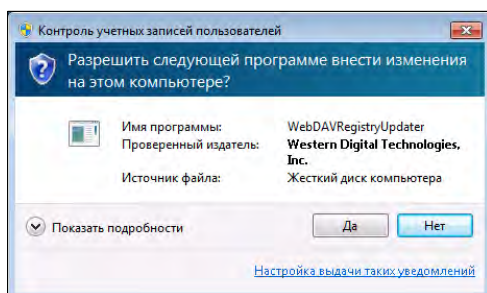 Контроль учетных записей пользователей
Разрешить следующей программе внести изменения
на этом компьютере?
Имя программы: WebDAVRegistryUpdater
Проверенный издатель: Western Digital Technologies,
Inc.
Источник файла: Жесткий диск компьютера
Показать подробности Да Нет
Настройка выдачи таких уведомлений